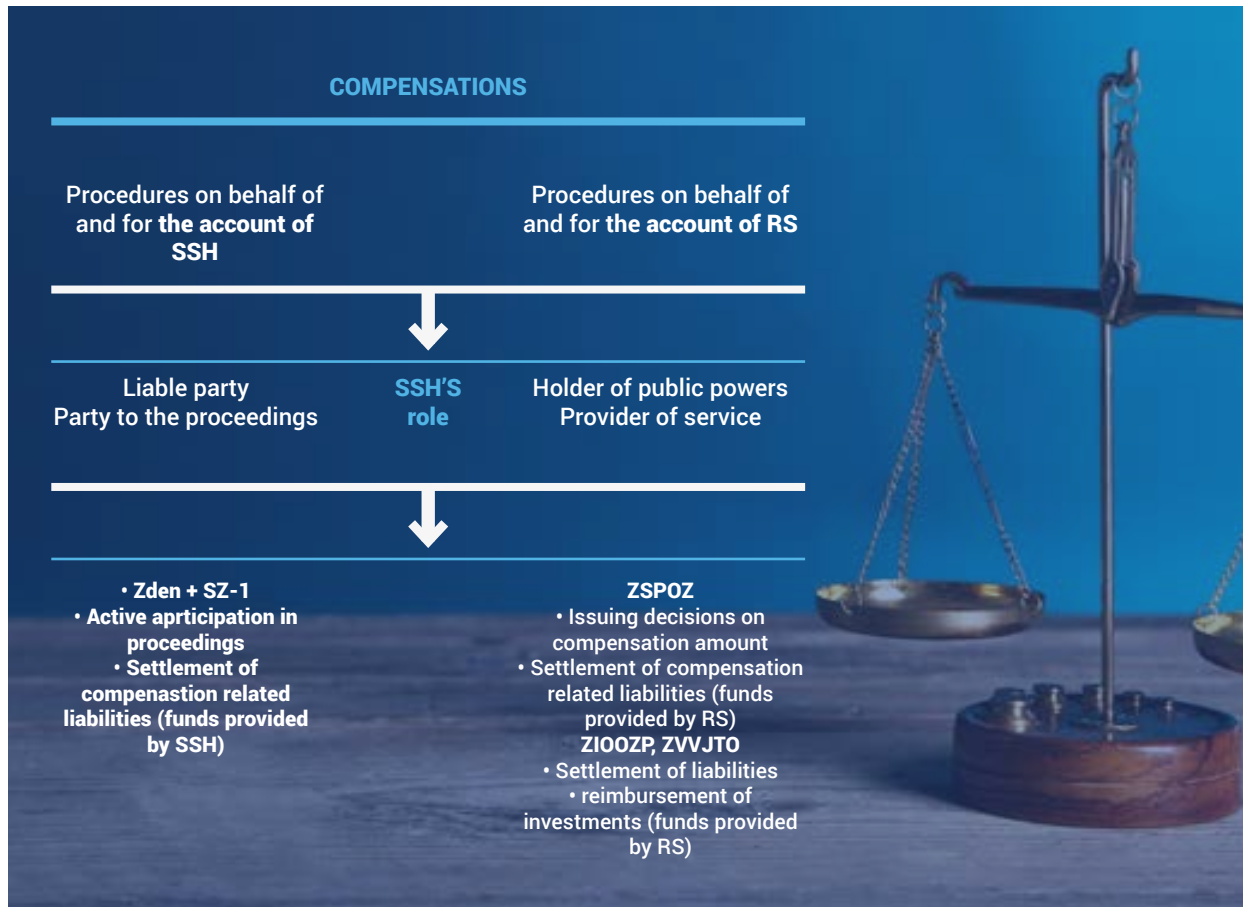 COMPENSATIONS
Procedures on behalf of
and for the account of
SSH
Procedures on behalf of
and for the account of RS
Liable party
Party to the proceedings
SSH'S
role
Holder of public powers
Provider of service
• Zden + SZ-1
• Active aprticipation in
proceedings
• Settlement of
compenastion related
liabilities (funds provided
by SSH)
ZSPOZ
• Issuing decisions on
compensation amount
• Settlement of compensation
related liabilities (funds
provided by RS)
ZIOOZP, ZVVJTO
• Settlement of liabilities
• reimbursement of
investments (funds provided
by RS)